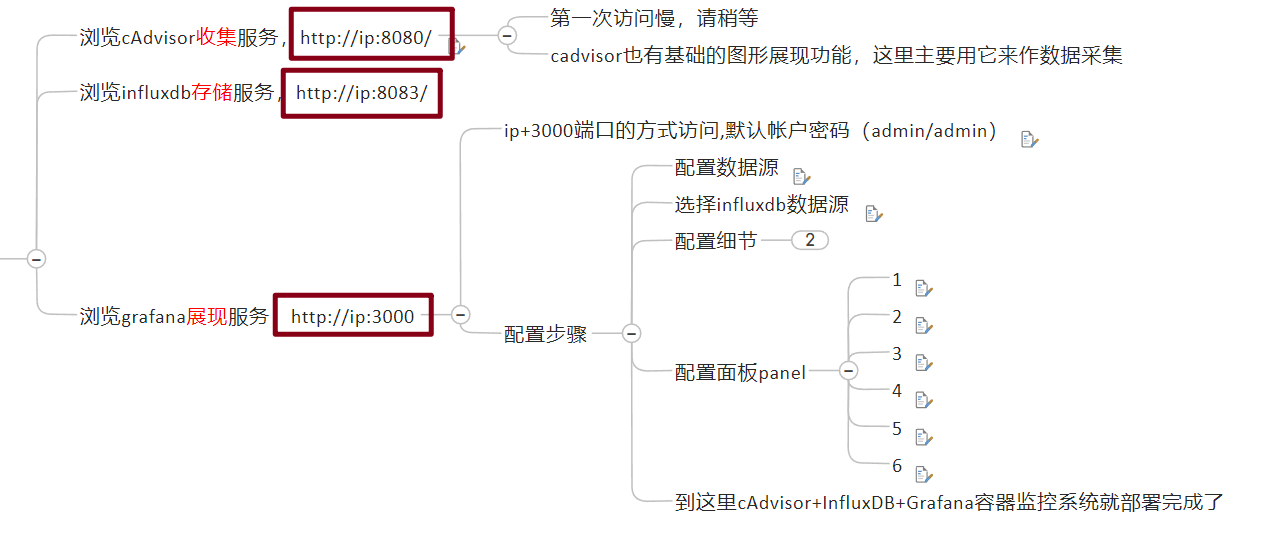 浏览cAdvisor收集服务，http://ip:8080/
第一次访问慢，请稍等
cadvisor也有基础的图形展现功能，这里主要用它来作数据采集
浏览influxdb存储服务，http://ip:8083/
浏览grafana展现服务 http://ip:3000
ip+3000端口的方式访问,默认帐户密码（admin/admin）
配置步骤
配置数据源
选择influxdb数据源
配置细节
2
配置面板panel
1
2
3
4
5
6
到这里cAdvisor+InfluxDB+Grafana容器监控系统就部署完成了